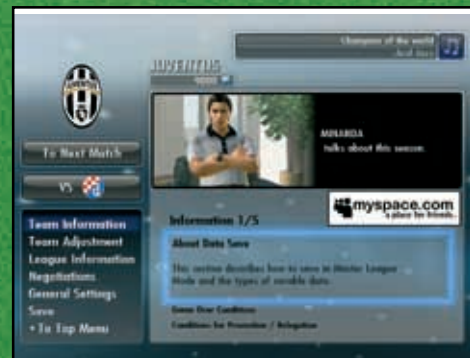 Champion of the world
JUVENTUS
MINANDA
talks about this season.
To Next Match
VS
myspace.com
a place for friends.
Information 1/5
Team Information
Team Adjustment
League Information
Negotiations
General Settings
Save
• To Top Menu
About Data Save
This section describes how to save in Master League
Mode and the types of savable data.
Game Over Conditions
Conditions for Promotion / Relegation